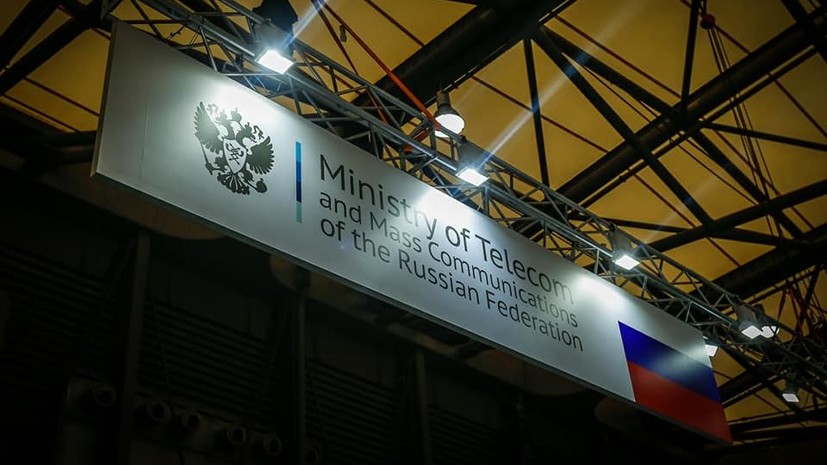 Ministry of Telecom
and Mass Communications
of the Russian Federation